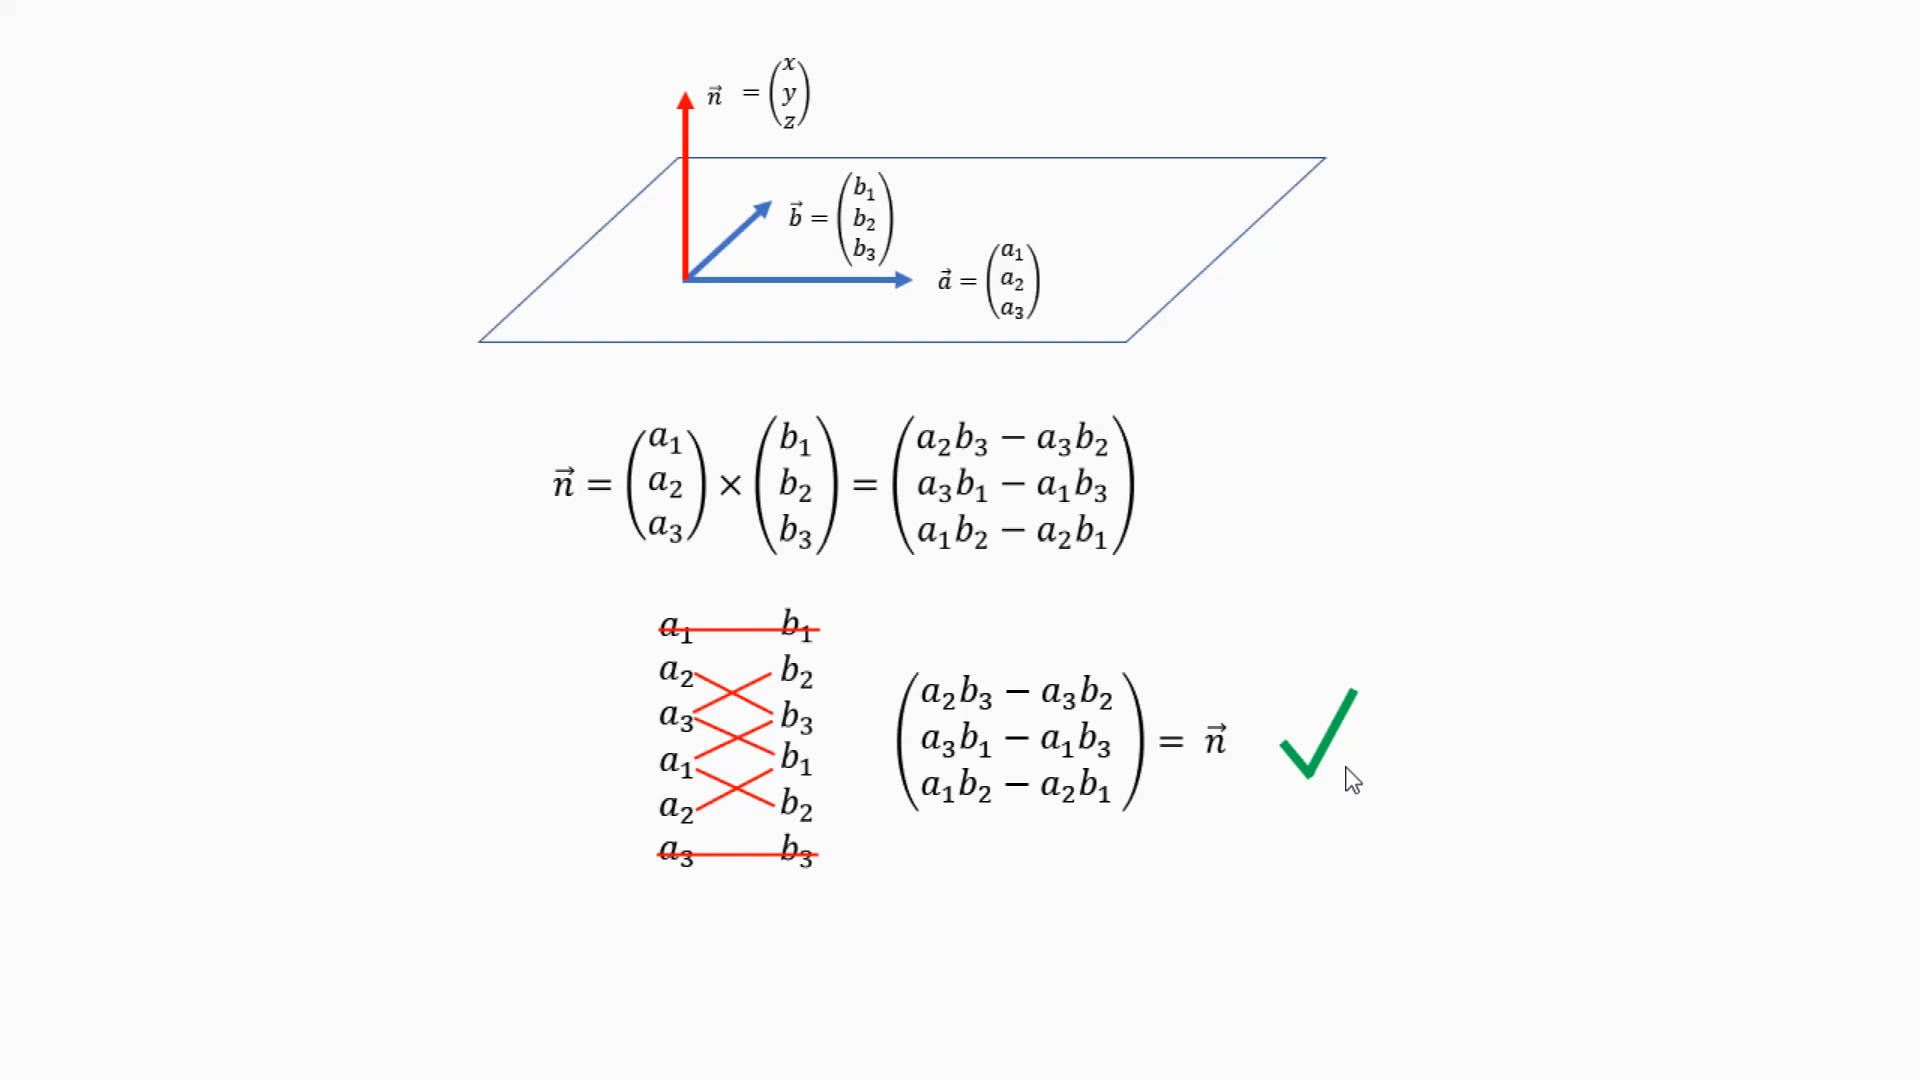 n⃗ = (x y z)
b⃗ = (b₁ b₂ b₃)
a⃗ = (a₁ a₂ a₃)
n⃗ = (a₁ a₂ a₃) × (b₁ b₂ b₃) = (a₂b₃ − a₃b₂ a₃b₁ − a₁b₃ a₁b₂ − a₂b₁)
a₁ b₁
a₂ b₂
a₃ b₃
a₁ b₁
a₂ b₂
a₃ b₃
(a₂b₃ − a₃b₂ a₃b₁ − a₁b₃ a₁b₂ − a₂b₁) = n⃗